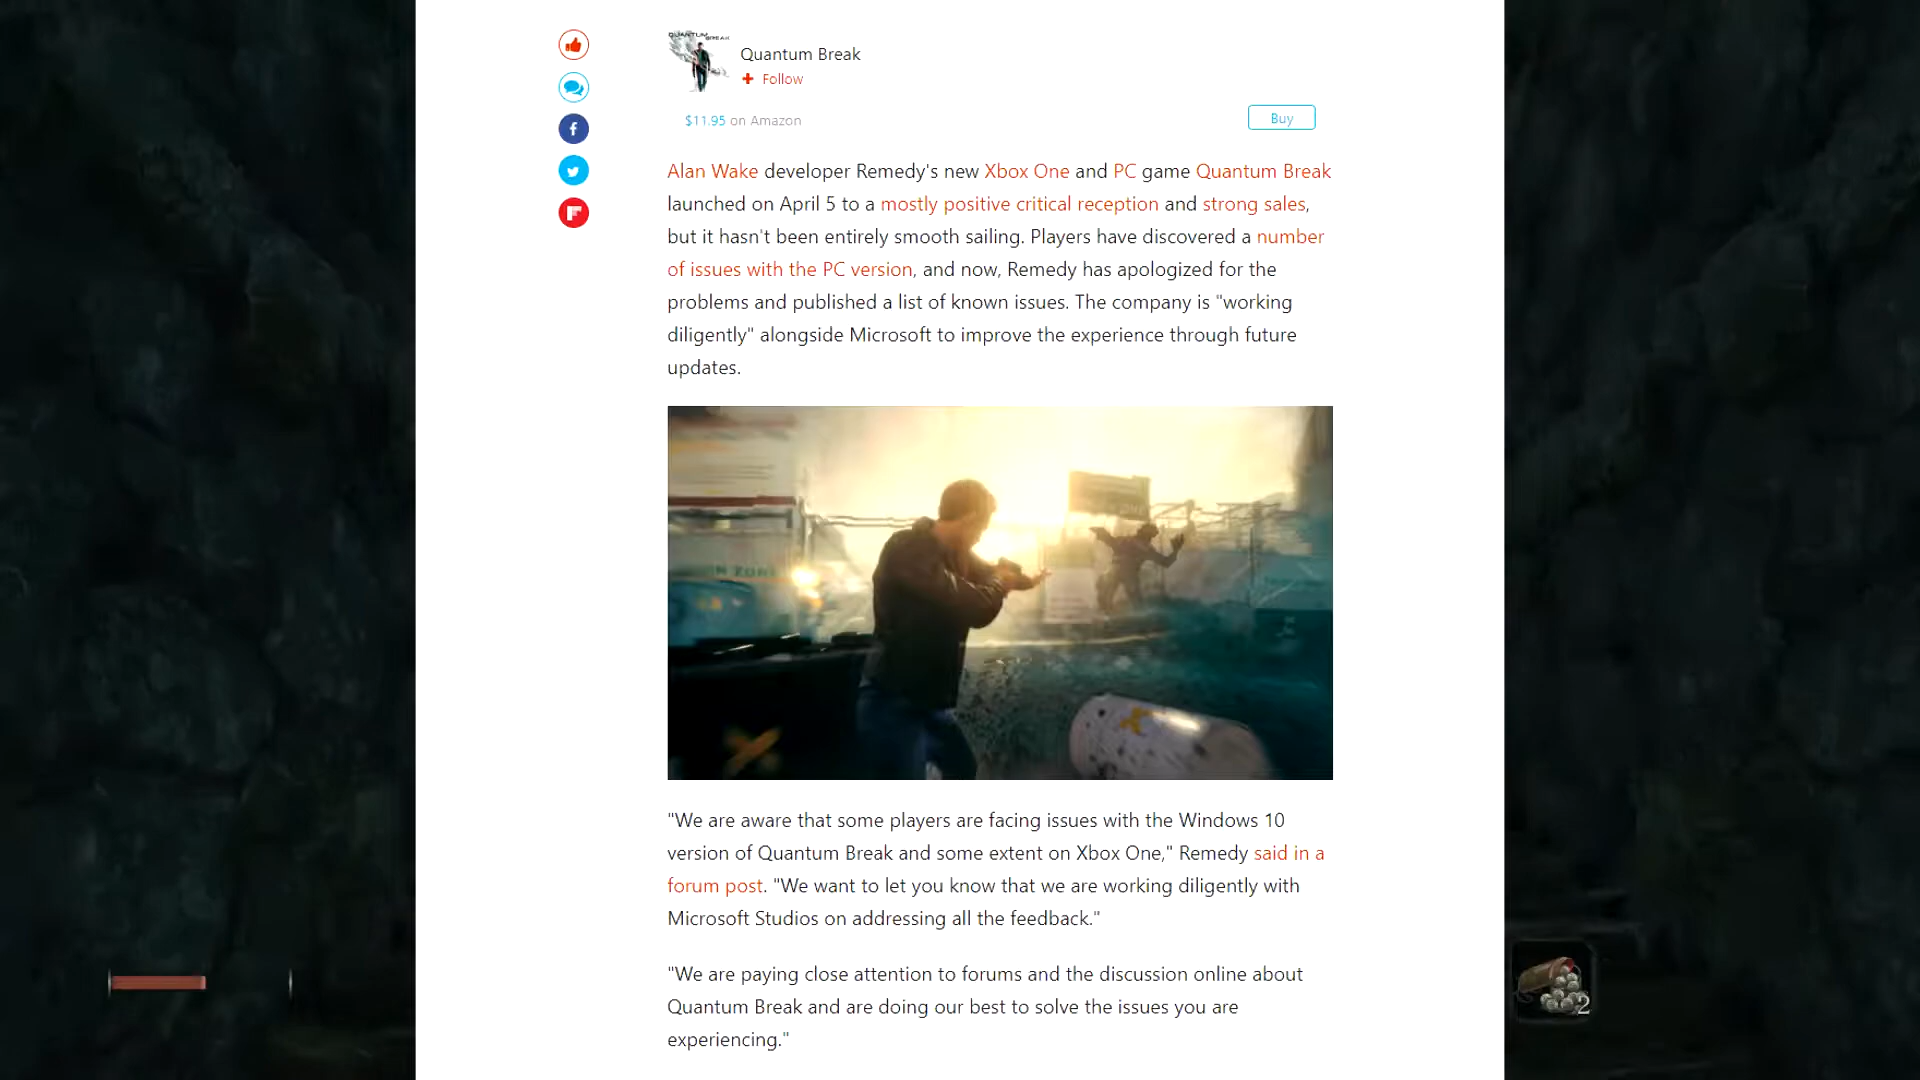 QUANTUM BREAK
Quantum Break
+ Follow
$11.95 on Amazon
Buy
Alan Wake developer Remedy's new Xbox One and PC game Quantum Break
launched on April 5 to a mostly positive critical reception and strong sales,
but it hasn't been entirely smooth sailing. Players have discovered a number
of issues with the PC version, and now, Remedy has apologized for the
problems and published a list of known issues. The company is "working
diligently" alongside Microsoft to improve the experience through future
updates.
"We are aware that some players are facing issues with the Windows 10
version of Quantum Break and some extent on Xbox One," Remedy said in a
forum post. "We want to let you know that we are working diligently with
Microsoft Studios on addressing all the feedback."
"We are paying close attention to forums and the discussion online about
Quantum Break and are doing our best to solve the issues you are
experiencing."
2